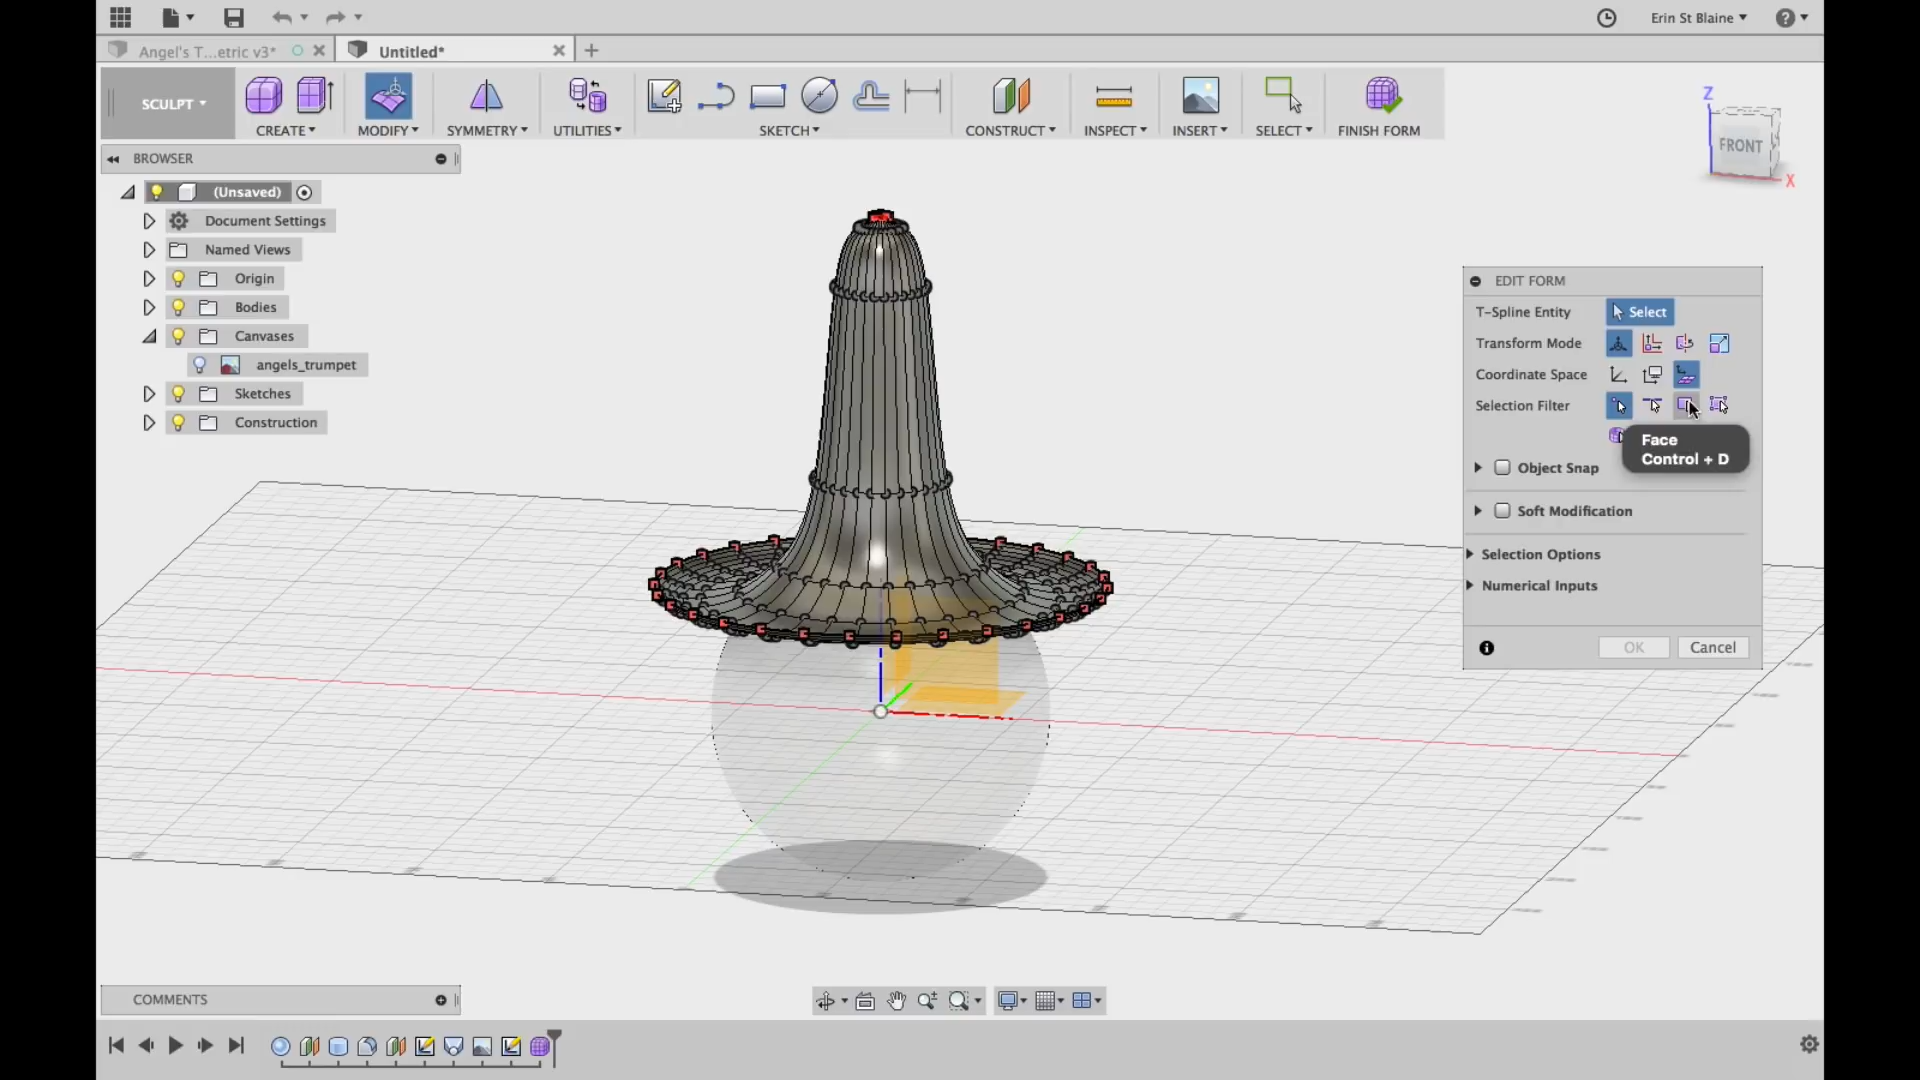 Erin St Blaine
Angel's T...etric v3*
Untitled*
SCULPT
CREATE
MODIFY
SYMMETRY
UTILITIES
SKETCH
CONSTRUCT
INSPECT
INSERT
SELECT
FINISH FORM
Z
FRONT
X
BROWSER
(Unsaved)
Document Settings
Named Views
Origin
Bodies
Canvases
angels_trumpet
Sketches
Construction
EDIT FORM
T-Spline Entity
Select
Transform Mode
Coordinate Space
Selection Filter
Face
Control + D
Object Snap
Soft Modification
Selection Options
Numerical Inputs
OK
Cancel
COMMENTS